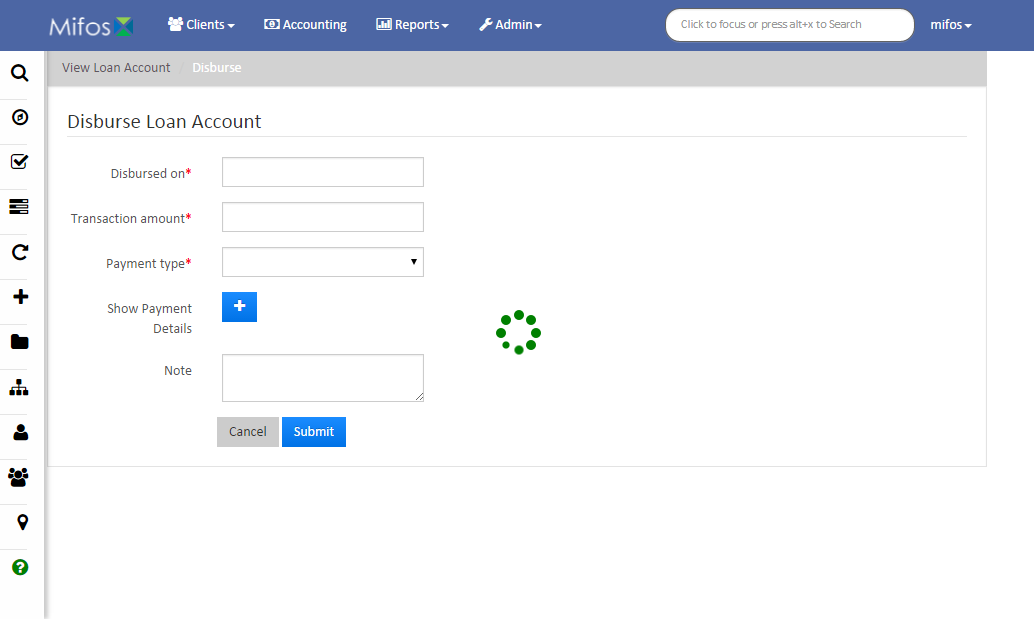 Mifos Clients Accounting Reports Admin Click to focus or press alt+x to Search mifos
View Loan Account Disburse
Disburse Loan Account
Disbursed on*
Transaction amount*
Payment type*
Show Payment
Details
Note
Cancel Submit